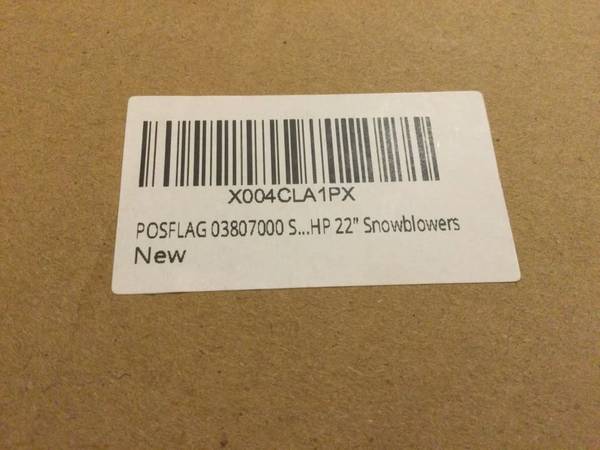 X004CLA1PX
POSFLAG 03807000 S...HP 22" Snowblowers
New